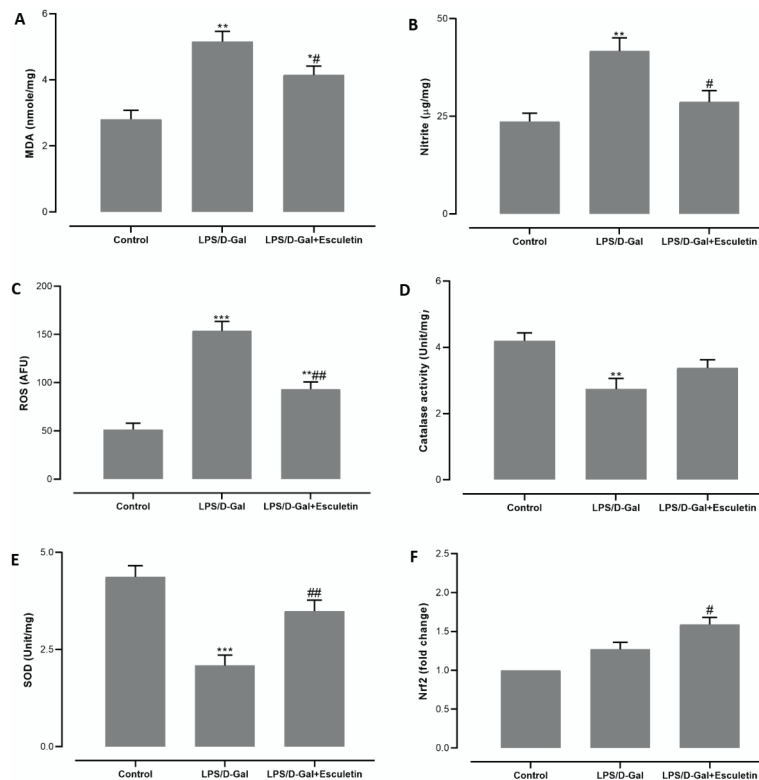 A
MDA (nmole/mg)
6
4
2
0
**
*#
Control
LPS/D-Gal
LPS/D-Gal+Esculetin
B
Nitrite (µg/mg)
50
25
0
**
#
Control
LPS/D-Gal
LPS/D-Gal+Esculetin
C
ROS (AFU)
200
150
100
50
0
***
**##
Control
LPS/D-Gal
LPS/D-Gal+Esculetin
D
Catalase activity (Unit/mg)
6
4
2
0
**
Control
LPS/D-Gal
LPS/D-Gal+Esculetin
E
SOD (Unit/mg)
5.0
2.5
0.0
***
##
Control
LPS/D-Gal
LPS/D-Gal+Esculetin
F
Nrf2 (fold change)
2.5
2.0
1.5
1.0
0.5
0.0
#
Control
LPS/D-Gal
LPS/D-Gal+Esculetin